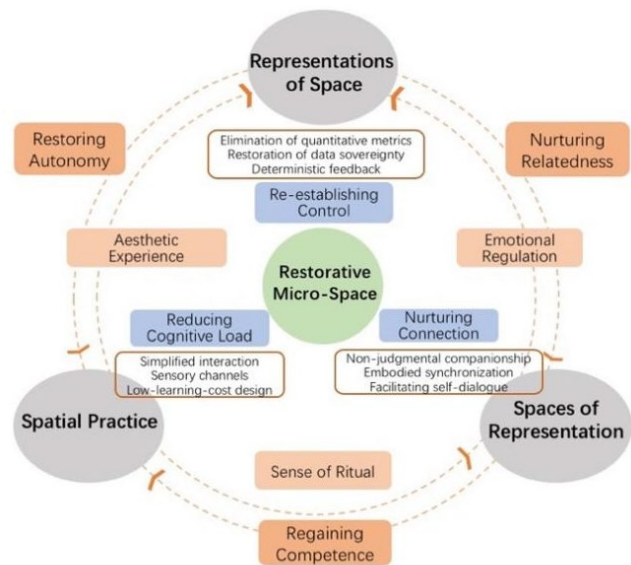 Representations
of Space
Restoring
Autonomy
Nurturing
Relatedness
Elimination of quantitative metrics
Restoration of data sovereignty
Deterministic feedback
Re-establishing
Control
Aesthetic
Experience
Emotional
Regulation
Restorative
Micro-Space
Reducing
Cognitive Load
Nurturing
Connection
Simplified interaction
Sensory channels
Low-learning-cost design
Non-judgmental companionship
Embodied synchronization
Facilitating self-dialogue
Spatial Practice
Spaces of
Representation
Sense of Ritual
Regaining
Competence